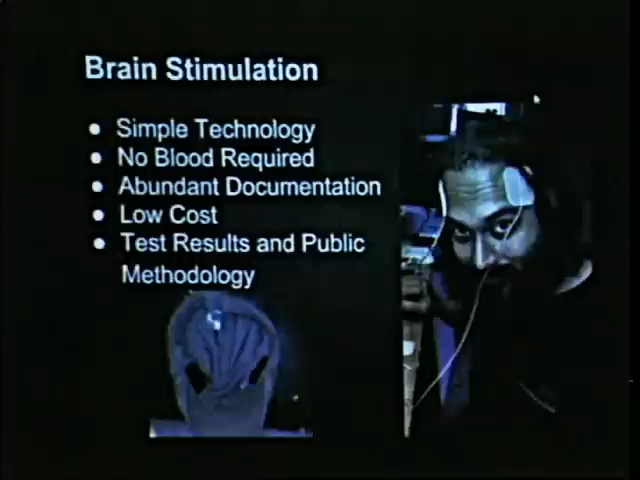 Brain Stimulation
● Simple Technology
● No Blood Required
● Abundant Documentation
● Low Cost
● Test Results and Public
Methodology